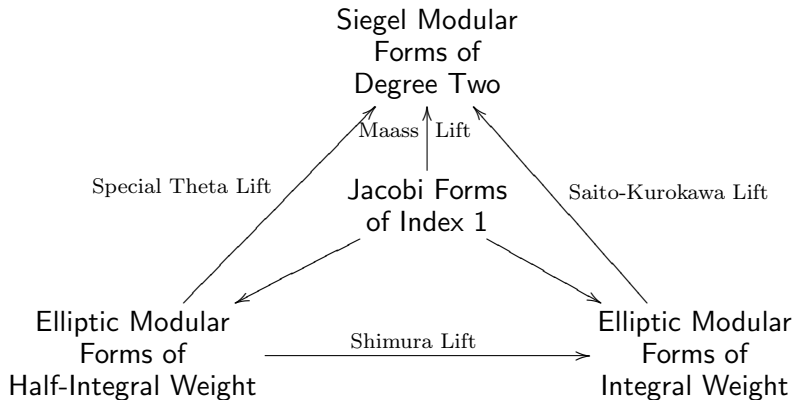 Siegel Modular
Forms of
Degree Two
Maass Lift
Special Theta Lift
Saito-Kurokawa Lift
Jacobi Forms
of Index 1
Elliptic Modular
Forms of
Half-Integral Weight
Shimura Lift
Elliptic Modular
Forms of
Integral Weight